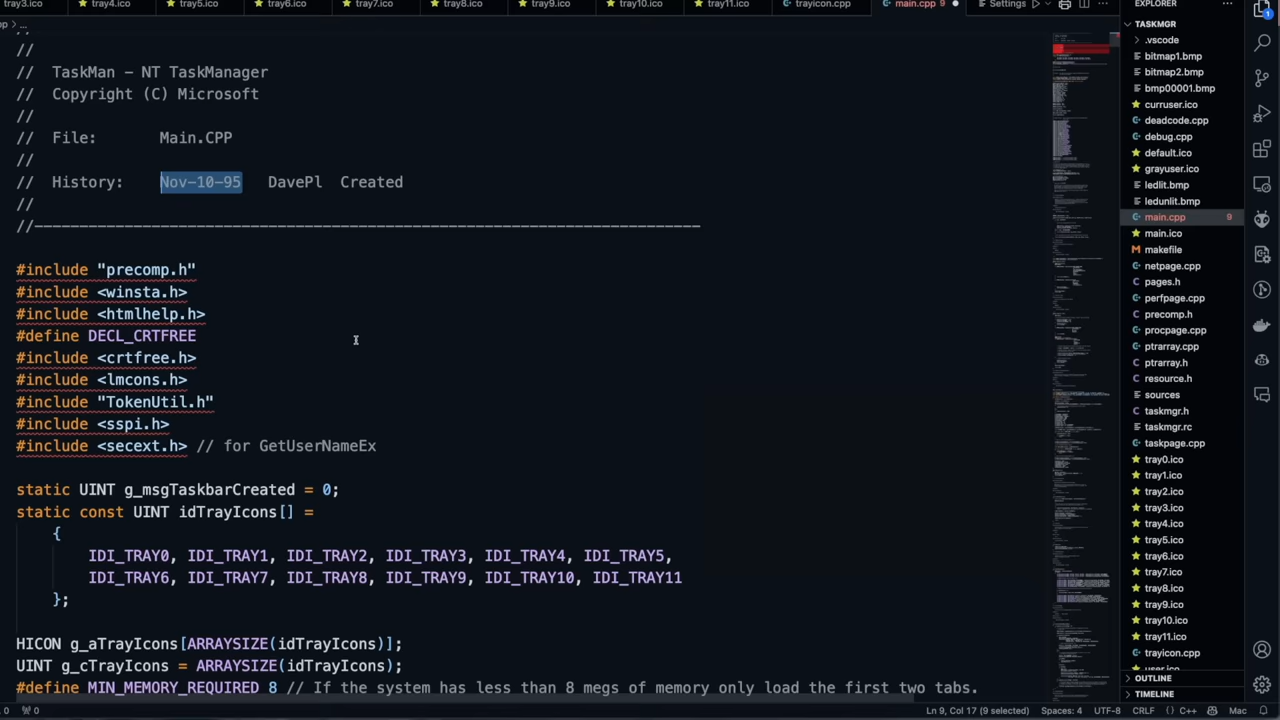 tray3.ico tray4.ico tray5.ico tray6.ico tray7.ico tray8.ico tray9.ico tray10.ico tray11.ico trayicon.cpp main.cpp 9 Settings
...
//
//
// TaskMan – NT TaskManager
// Copyright (C) Microsoft
//
// File: Main.CPP
//
// History: Nov-10-95 DavePl Created
//
//---------------------------------------------------------------------------
#include "precomp.h"
#include <winsta.h>
#include <htmlhelp.h>
#define DECL_CRTFREE
#include <crtfree.h>
#include <lmcons.h>
#include "TokenUtil.h"
#include <sspi.h>
#include <secext.h> // for GetUserNameEx
static UINT g_msgTaskbarCreated = 0;
static const UINT idTrayIcons[] =
{
IDI_TRAY0, IDI_TRAY1, IDI_TRAY2, IDI_TRAY3, IDI_TRAY4, IDI_TRAY5,
IDI_TRAY6, IDI_TRAY7, IDI_TRAY8, IDI_TRAY9, IDI_TRAY10, IDI_TRAY11
};
HICON g_aTrayIcons[ARRAYSIZE(idTrayIcons)];
UINT g_cTrayIcons = ARRAYSIZE(idTrayIcons);
less than 8 megs of memory only load the first two tabs.
EXPLORER
TASKMGR
.vscode
bitmap1.bmp
bitmap2.bmp
bmp00001.bmp
curruser.ico
deadcode.cpp
debug.cpp
default.ico
grayuser.ico
ledlit.bmp
ledunlit.bmp
main.cpp 9
main.ico
makefile
netpage.cpp
pages.h
perfpage.cpp
precomp.h
procpage.cpp
ptrarray.cpp
ptrarray.h
resource.h
sources
taskmgr.h
taskmgr.rc
taskpage.cpp
tray0.ico
tray1.ico
tray2.ico
tray3.ico
tray4.ico
tray5.ico
tray6.ico
tray7.ico
tray8.ico
tray9.ico
tray10.ico
tray11.ico
trayicon.cpp
user.ico
OUTLINE
TIMELINE
0 0 Ln 9, Col 17 (9 selected) Spaces: 4 UTF-8 CRLF C++ Mac
1